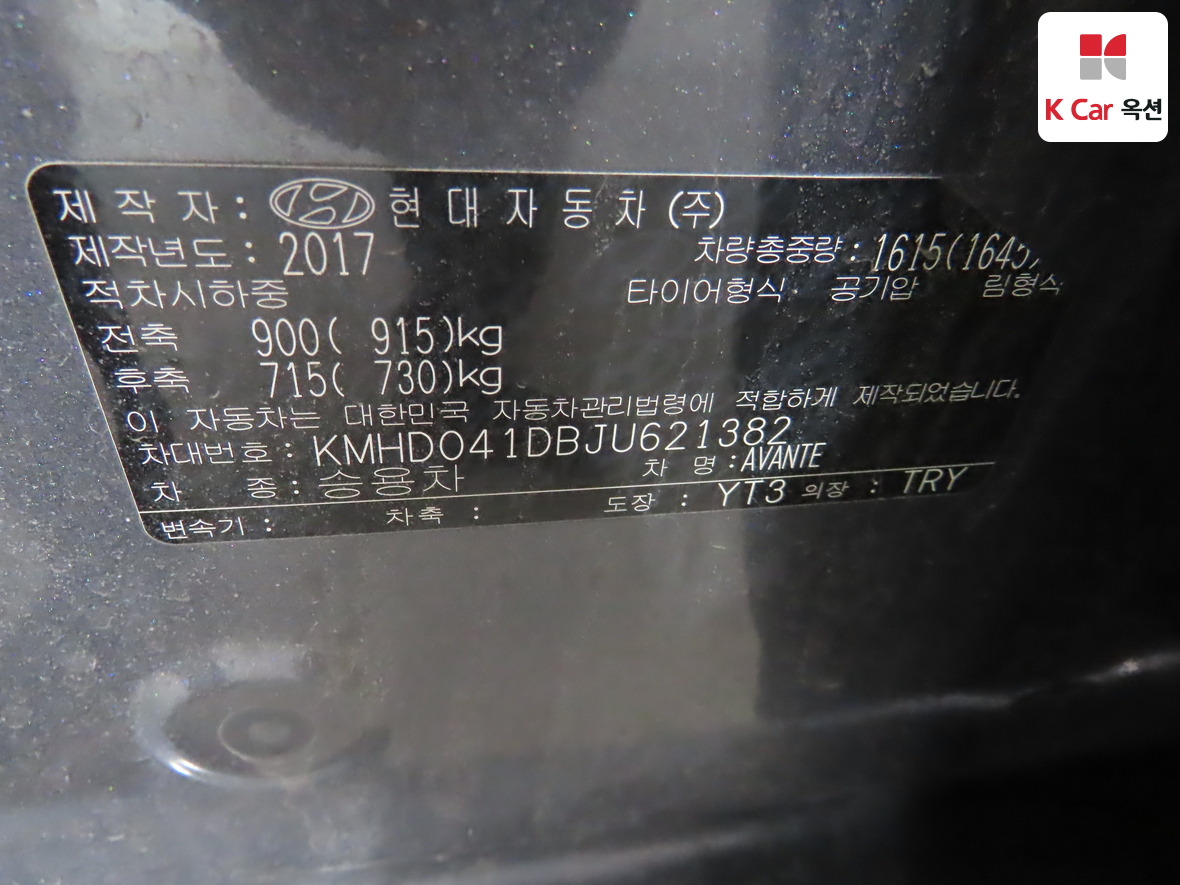 K Car 옥션
제 작 자 : 현 대 자 동 차 (주)
제작년도 : 2017 차량총중량 : 1615(1645)
적차시하중 타이어형식 공기압 림형식
전축 900( 915)kg
후축 715( 730)kg
이 자동차는 대한민국 자동차관리법령에 적합하게 제작되었습니다.
차대번호 : KMHD041DBJU621382
차 종 : 승용차 차 명 : AVANTE
변속기 : 차축 : 도장 : YT3 의장 : TRY